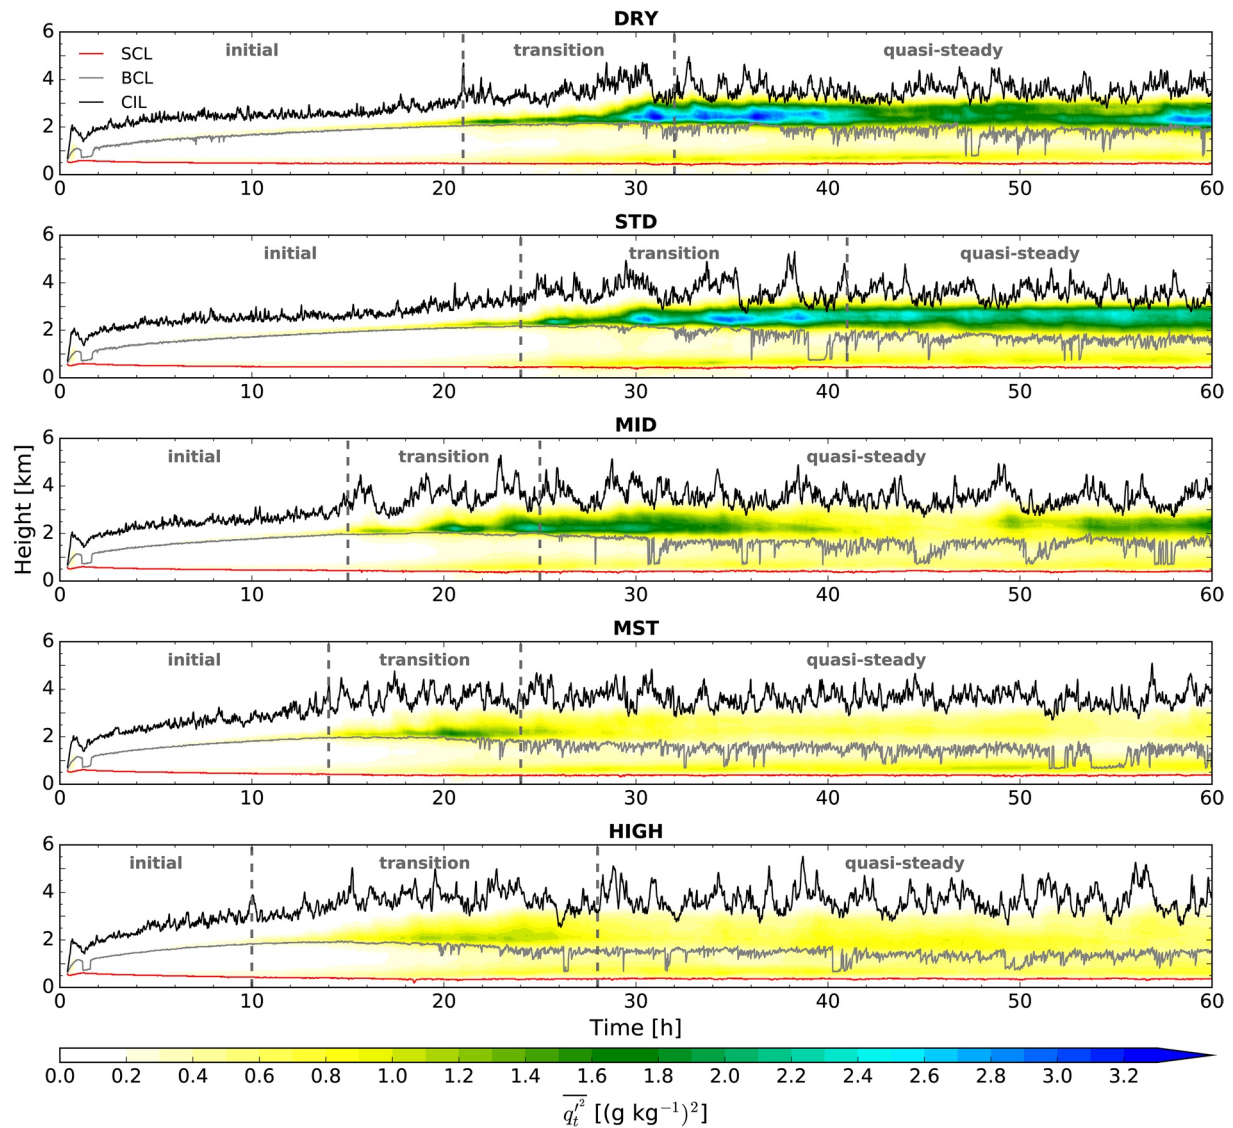 DRY
6
initial
transition
quasi-steady
SCL
4
BCL
CIL
2
0
0 10 20 30 40 50 60
STD
6
initial
transition
quasi-steady
4
2
0
0 10 20 30 40 50 60
MID
6
initial
transition
quasi-steady
4
Height [km]
2
0
0 10 20 30 40 50 60
MST
6
initial
transition
quasi-steady
4
2
0
0 10 20 30 40 50 60
HIGH
6
initial
transition
quasi-steady
4
2
0
0 10 20 30 40 50 60
Time [h]
0.0 0.2 0.4 0.6 0.8 1.0 1.2 1.4 1.6 1.8 2.0 2.2 2.4 2.6 2.8 3.0 3.2
$\overline{q_t'^2}$ [(g kg⁻¹)²]